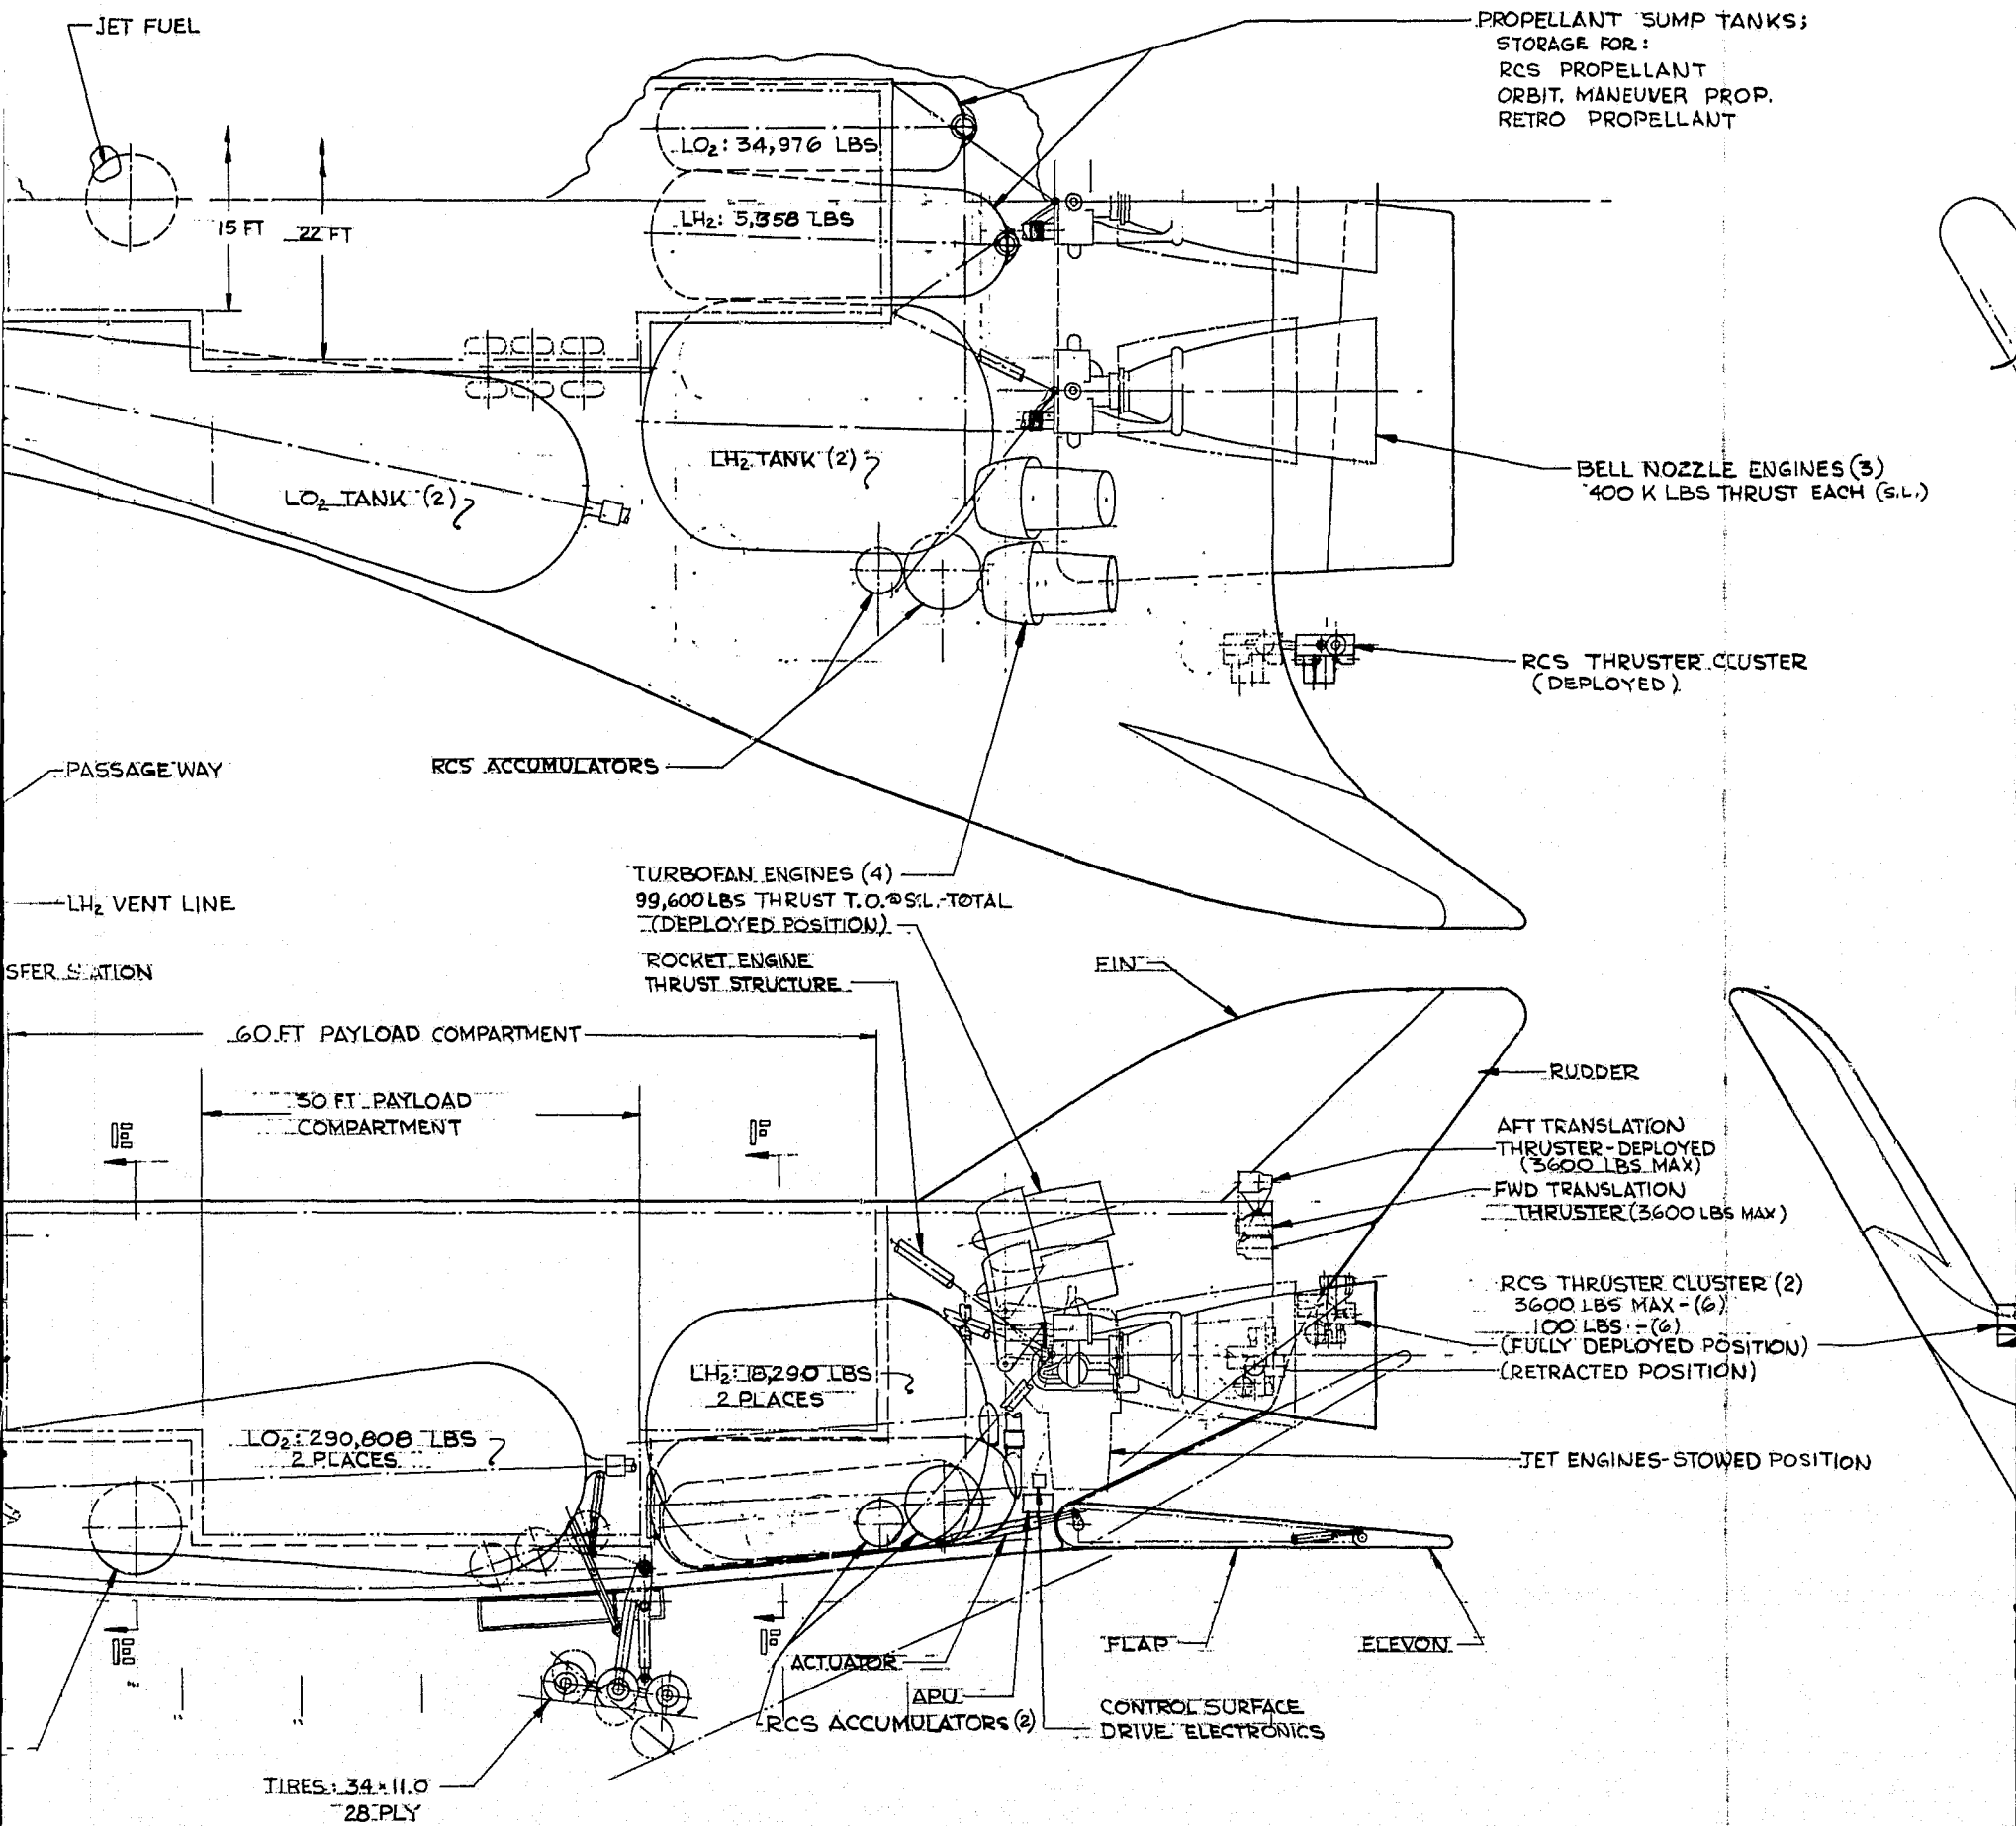 JET FUEL
PROPELLANT SUMP TANKS;
STORAGE FOR:
RCS PROPELLANT
ORBIT. MANEUVER PROP.
RETRO PROPELLANT
LO₂: 34,976 LBS
LH₂: 5,358 LBS
15 FT
22 FT
LH₂ TANK (2)
LO₂ TANK (2)
BELL NOZZLE ENGINES (3)
400 K LBS THRUST EACH (S.L.)
RCS THRUSTER CLUSTER
(DEPLOYED)
PASSAGEWAY
RCS ACCUMULATORS
TURBOFAN ENGINES (4)
99,600 LBS THRUST T.O.@S.L.-TOTAL
(DEPLOYED POSITION)
LH₂ VENT LINE
SFER STATION
ROCKET ENGINE
THRUST STRUCTURE
FIN
60 FT PAYLOAD COMPARTMENT
RUDDER
30 FT PAYLOAD
COMPARTMENT
E
F
AFT TRANSLATION
THRUSTER-DEPLOYED
(3600 LBS MAX)
FWD TRANSLATION
THRUSTER (3600 LBS MAX)
RCS THRUSTER CLUSTER (2)
3600 LBS MAX-(6)
100 LBS -(6)
(FULLY DEPLOYED POSITION)
(RETRACTED POSITION)
LH₂: 18,290 LBS
2 PLACES
LO₂: 290,808 LBS
2 PLACES
JET ENGINES-STOWED POSITION
E
F
FLAP
ELEVON
ACTUATOR
APU
RCS ACCUMULATORS (2)
CONTROL SURFACE
DRIVE ELECTRONICS
TIRES: 34 x 11.0
28 PLY